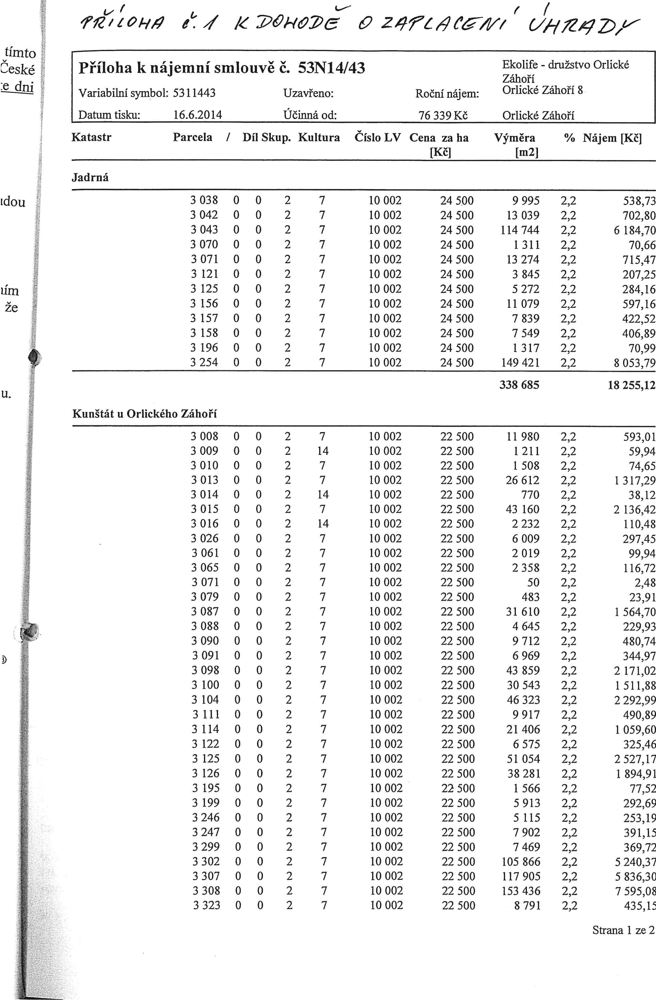 PŘÍLOHA č. 1 K DOHODĚ O ZAPLACENÍ ÚHRADY
tímto
České
dni
že
u.
Příloha k nájemní smlouvě č. 53N14/43
Ekolife - družstvo Orlické
Záhoří
Variabilní symbol: 5311443 Uzavřeno: Roční nájem: Orlické Záhoří 8
Datum tisku: 16.6.2014 Účinná od: 76 339 Kč Orlické Záhoří
Katastr Parcela / Díl Skup. Kultura Číslo LV Cena za ha Výměra % Nájem [Kč]
[Kč] [m2]
Jadrná
3 038 0 0 2 7 10 002 24 500 9 995 2,2 538,73
3 042 0 0 2 7 10 002 24 500 13 039 2,2 702,80
3 043 0 0 2 7 10 002 24 500 114 744 2,2 6 184,70
3 070 0 0 2 7 10 002 24 500 1 311 2,2 70,66
3 071 0 0 2 7 10 002 24 500 13 274 2,2 715,47
3 121 0 0 2 7 10 002 24 500 3 845 2,2 207,25
3 125 0 0 2 7 10 002 24 500 5 272 2,2 284,16
3 156 0 0 2 7 10 002 24 500 11 079 2,2 597,16
3 157 0 0 2 7 10 002 24 500 7 839 2,2 422,52
3 158 0 0 2 7 10 002 24 500 7 549 2,2 406,89
3 196 0 0 2 7 10 002 24 500 1 317 2,2 70,99
3 254 0 0 2 7 10 002 24 500 149 421 2,2 8 053,79
338 685 18 255,12
Kunštát u Orlického Záhoří
3 008 0 0 2 7 10 002 22 500 11 980 2,2 593,01
3 009 0 0 2 14 10 002 22 500 1 211 2,2 59,94
3 010 0 0 2 7 10 002 22 500 1 508 2,2 74,65
3 013 0 0 2 7 10 002 22 500 26 612 2,2 1 317,29
3 014 0 0 2 14 10 002 22 500 770 2,2 38,12
3 015 0 0 2 7 10 002 22 500 43 160 2,2 2 136,42
3 016 0 0 2 14 10 002 22 500 2 232 2,2 110,48
3 026 0 0 2 7 10 002 22 500 6 009 2,2 297,45
3 061 0 0 2 7 10 002 22 500 2 019 2,2 99,94
3 065 0 0 2 7 10 002 22 500 2 358 2,2 116,72
3 071 0 0 2 7 10 002 22 500 50 2,2 2,48
3 079 0 0 2 7 10 002 22 500 483 2,2 23,91
3 087 0 0 2 7 10 002 22 500 31 610 2,2 1 564,70
3 088 0 0 2 7 10 002 22 500 4 645 2,2 229,93
3 090 0 0 2 7 10 002 22 500 9 712 2,2 480,74
3 091 0 0 2 7 10 002 22 500 6 969 2,2 344,97
3 098 0 0 2 7 10 002 22 500 43 859 2,2 2 171,02
3 100 0 0 2 7 10 002 22 500 30 543 2,2 1 511,88
3 104 0 0 2 7 10 002 22 500 46 323 2,2 2 292,99
3 111 0 0 2 7 10 002 22 500 9 917 2,2 490,89
3 114 0 0 2 7 10 002 22 500 21 406 2,2 1 059,60
3 122 0 0 2 7 10 002 22 500 6 575 2,2 325,46
3 125 0 0 2 7 10 002 22 500 51 054 2,2 2 527,17
3 126 0 0 2 7 10 002 22 500 38 281 2,2 1 894,91
3 195 0 0 2 7 10 002 22 500 1 566 2,2 77,52
3 199 0 0 2 7 10 002 22 500 5 913 2,2 292,69
3 246 0 0 2 7 10 002 22 500 5 115 2,2 253,19
3 247 0 0 2 7 10 002 22 500 7 902 2,2 391,15
3 299 0 0 2 7 10 002 22 500 7 469 2,2 369,72
3 302 0 0 2 7 10 002 22 500 105 866 2,2 5 240,37
3 307 0 0 2 7 10 002 22 500 117 905 2,2 5 836,30
3 308 0 0 2 7 10 002 22 500 153 436 2,2 7 595,08
3 323 0 0 2 7 10 002 22 500 8 791 2,2 435,15
Strana 1 ze 2